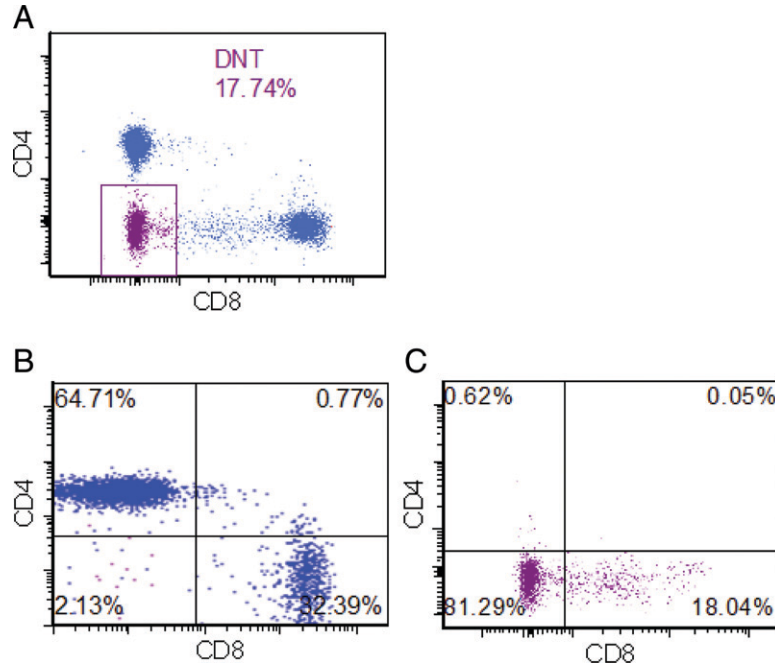 A
DNT
17.74%
CD4
CD8
B
64.71%
0.77%
CD4
2.13%
32.39%
CD8
C
0.62%
0.05%
CD4
81.29%
18.04%
CD8